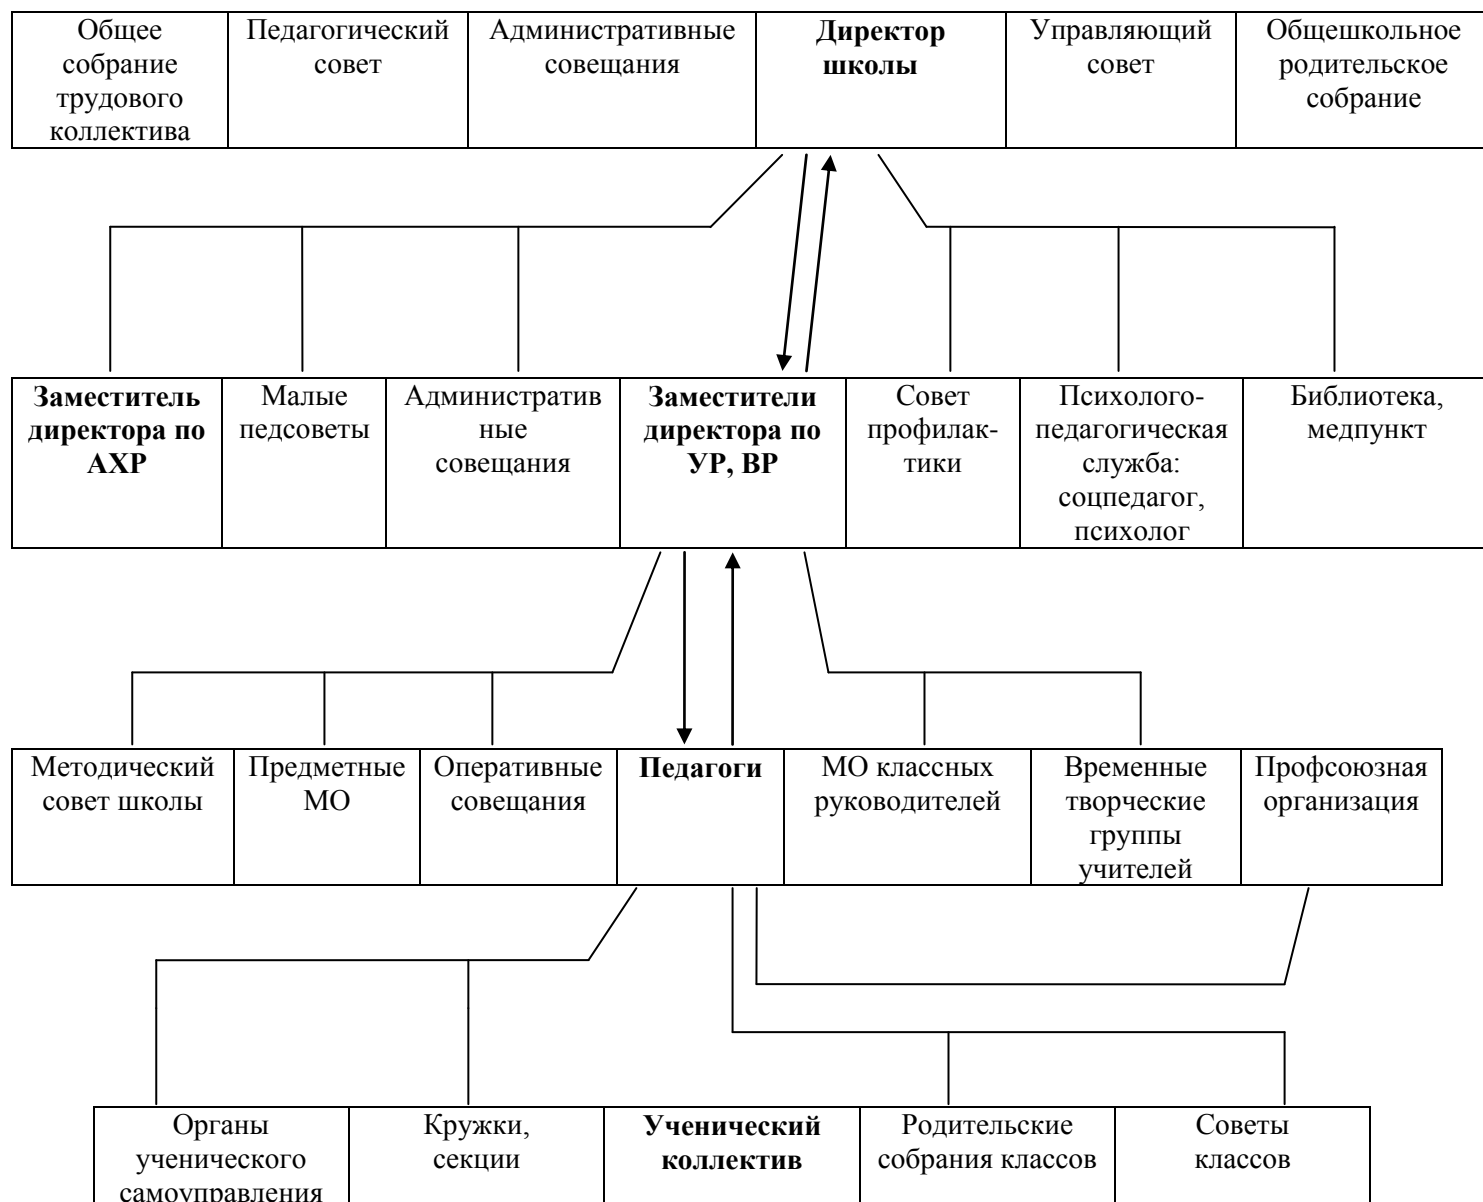 Общее
собрание
трудового
коллектива
Педагогический
совет
Административные
совещания
Директор
школы
Управляющий
совет
Общешкольное
родительское
собрание
Заместитель
директора по
АХР
Малые
педсоветы
Административ
ные
совещания
Заместители
директора по
УР, ВР
Совет
профилак-
тики
Психолого-
педагогическая
служба:
соцпедагог,
психолог
Библиотека,
медпункт
Методический
совет школы
Предметные
МО
Оперативные
совещания
Педагоги
МО классных
руководителей
Временные
творческие
группы
учителей
Профсоюзная
организация
Органы
ученического
самоуправления
Кружки,
секции
Ученический
коллектив
Родительские
собрания классов
Советы
классов